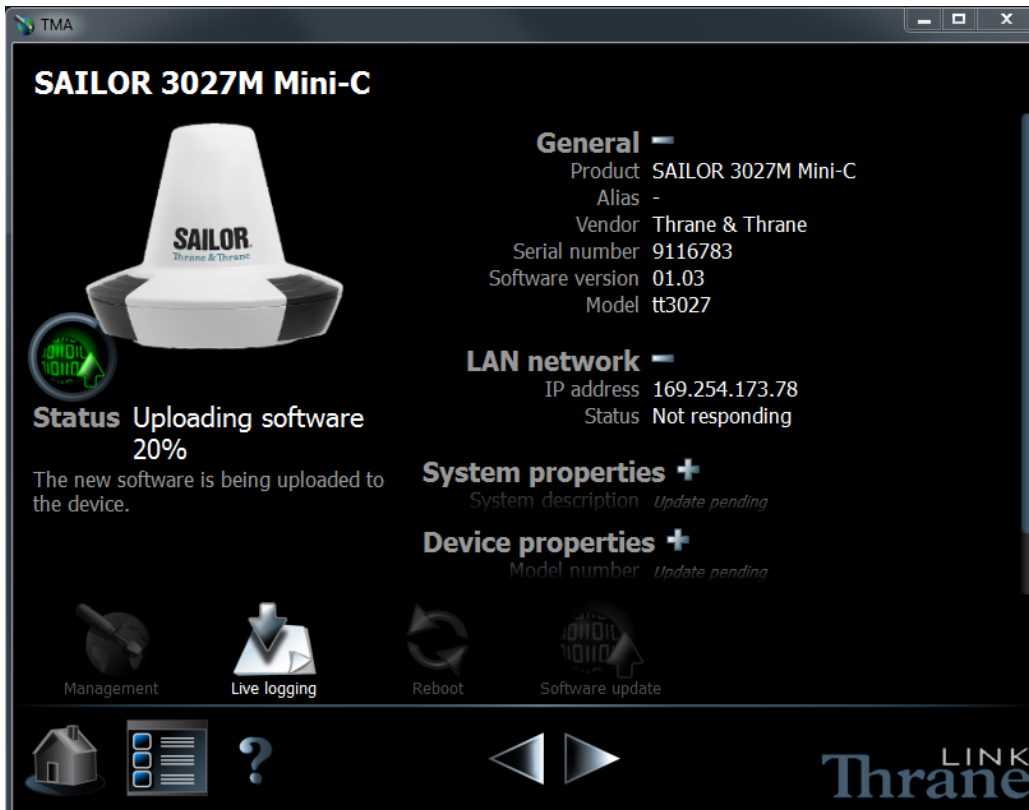 TMA
SAILOR 3027M Mini-C
SAILOR
Thrane & Thrane
Status Uploading software
20%
The new software is being uploaded to
the device.
General
Product SAILOR 3027M Mini-C
Alias -
Vendor Thrane & Thrane
Serial number 9116783
Software version 01.03
Model tt3027
LAN network
IP address 169.254.173.78
Status Not responding
System properties
System description Update pending
Device properties
Model number Update pending
Management
Live logging
Reboot
Software update
?
LINK
Thrane